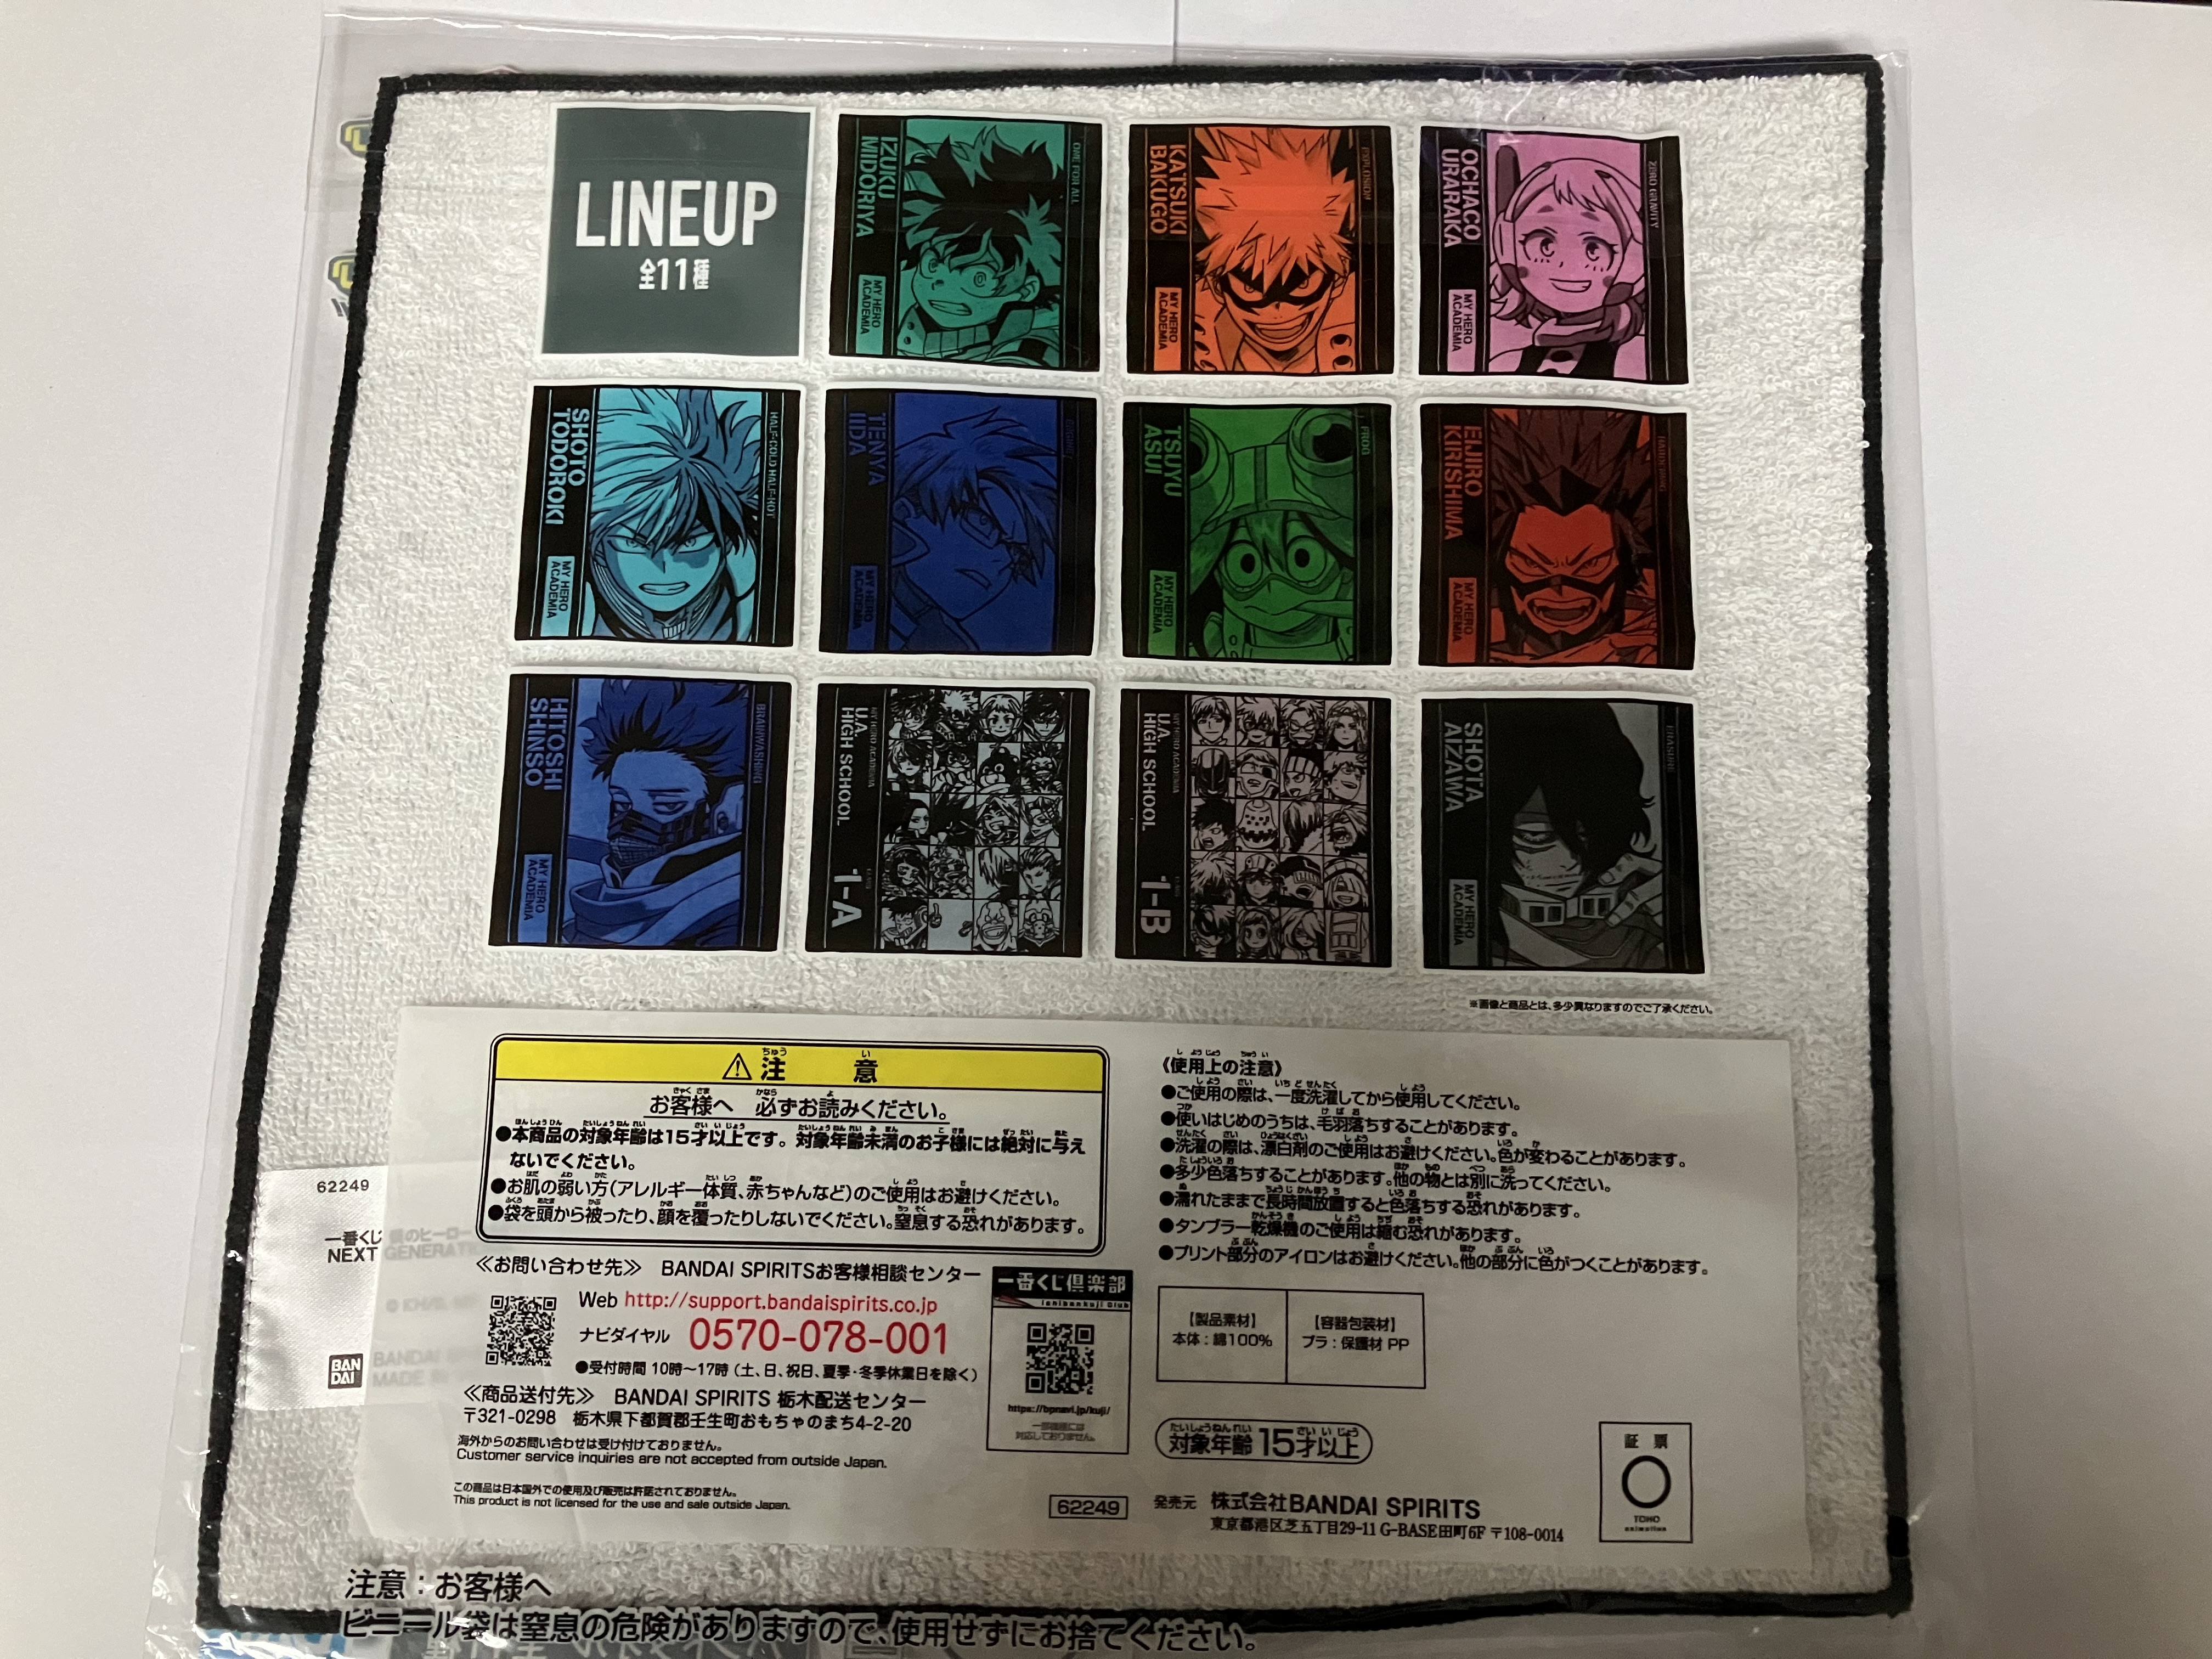 LINEUP
全11種
IZUKU
MIDORIYA
ONE FOR ALL
MY HERO
ACADEMIA
KATSUKI
BAKUGO
EXPLOSION
MY HERO
ACADEMIA
OCHACO
URARAKA
ZERO GRAVITY
MY HERO
ACADEMIA
SHOTO
TODOROKI
HALF-COLD HALF-HOT
MY HERO
ACADEMIA
TENYA
IIDA
MY HERO
ACADEMIA
TSUYU
ASUI
FROG
MY HERO
ACADEMIA
EIJIRO
KIRISHIMA
HARDENING
MY HERO
ACADEMIA
HITOSHI
SHINSO
BRAINWASHING
MY HERO
ACADEMIA
MY HERO ACADEMIA
U.A.
HIGH SCHOOL
1-A
MY HERO ACADEMIA
U.A.
HIGH SCHOOL
1-B
SHOTA
AIZAWA
ERASURE
MY HERO
ACADEMIA
※画像と商品とは、多少異なりますのでご了承ください。
注意
お客様へ 必ずお読みください。
●本商品の対象年齢は15才以上です。対象年齢未満のお子様には絶対に与え
ないでください。
●お肌の弱い方(アレルギー体質、赤ちゃんなど)のご使用はお避けください。
●袋を頭から被ったり、顔を覆ったりしないでください。窒息する恐れがあります。
≪お問い合わせ先≫ BANDAI SPIRITSお客様相談センター
Web http://support.bandaispirits.co.jp
ナビダイヤル 0570-078-001
●受付時間 10時〜17時(土、日、祝日、夏季・冬季休業日を除く)
≪商品送付先≫ BANDAI SPIRITS 栃木配送センター
〒321-0298 栃木県下都賀郡壬生町おもちゃのまち4-2-20
海外からのお問い合わせは受け付けておりません。
Customer service inquiries are not accepted from outside Japan.
この商品は日本国外での使用及び販売は許諾されておりません。
This product is not licensed for the use and sale outside Japan.
62249
一番くじ倶楽部
Ichibankuji Club
https://bpnavi.jp/kuji/
一部機種には
対応しておりません。
《使用上の注意》
●ご使用の際は、一度洗濯してから使用してください。
●使いはじめのうちは、毛羽落ちすることがあります。
●洗濯の際は、漂白剤のご使用はお避けください。色が変わることがあります。
●多少色落ちすることがあります。他の物とは別に洗ってください。
●濡れたままで長時間放置すると色落ちする恐れがあります。
●タンブラー乾燥機のご使用は縮む恐れがあります。
●プリント部分のアイロンはお避けください。他の部分に色がつくことがあります。
【製品素材】
本体:綿100%
【容器包装材】
プラ:保護材 PP
対象年齢15才以上
発売元 株式会社BANDAI SPIRITS
東京都港区芝五丁目29-11 G-BASE田町6F 〒108-0014
証票
TOHO
animation
62249
一番くじ 僕のヒーロー
NEXT GENERATI
BAN
DAI
BANDAI
MADE
注意:お客様へ
ビニール袋は窒息の危険がありますので、使用せずにお捨てください。